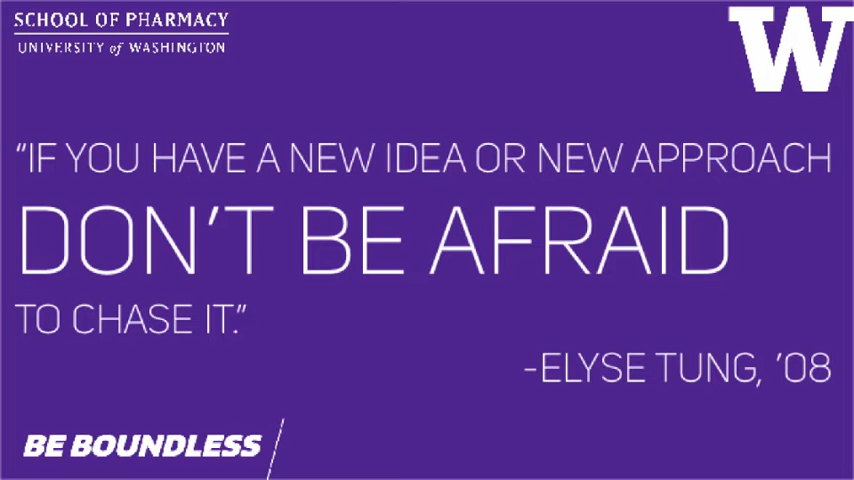 SCHOOL OF PHARMACY
UNIVERSITY of WASHINGTON
W
“IF YOU HAVE A NEW IDEA OR NEW APPROACH
DON’T BE AFRAID
TO CHASE IT.”
-ELYSE TUNG, ’08
BE BOUNDLESS